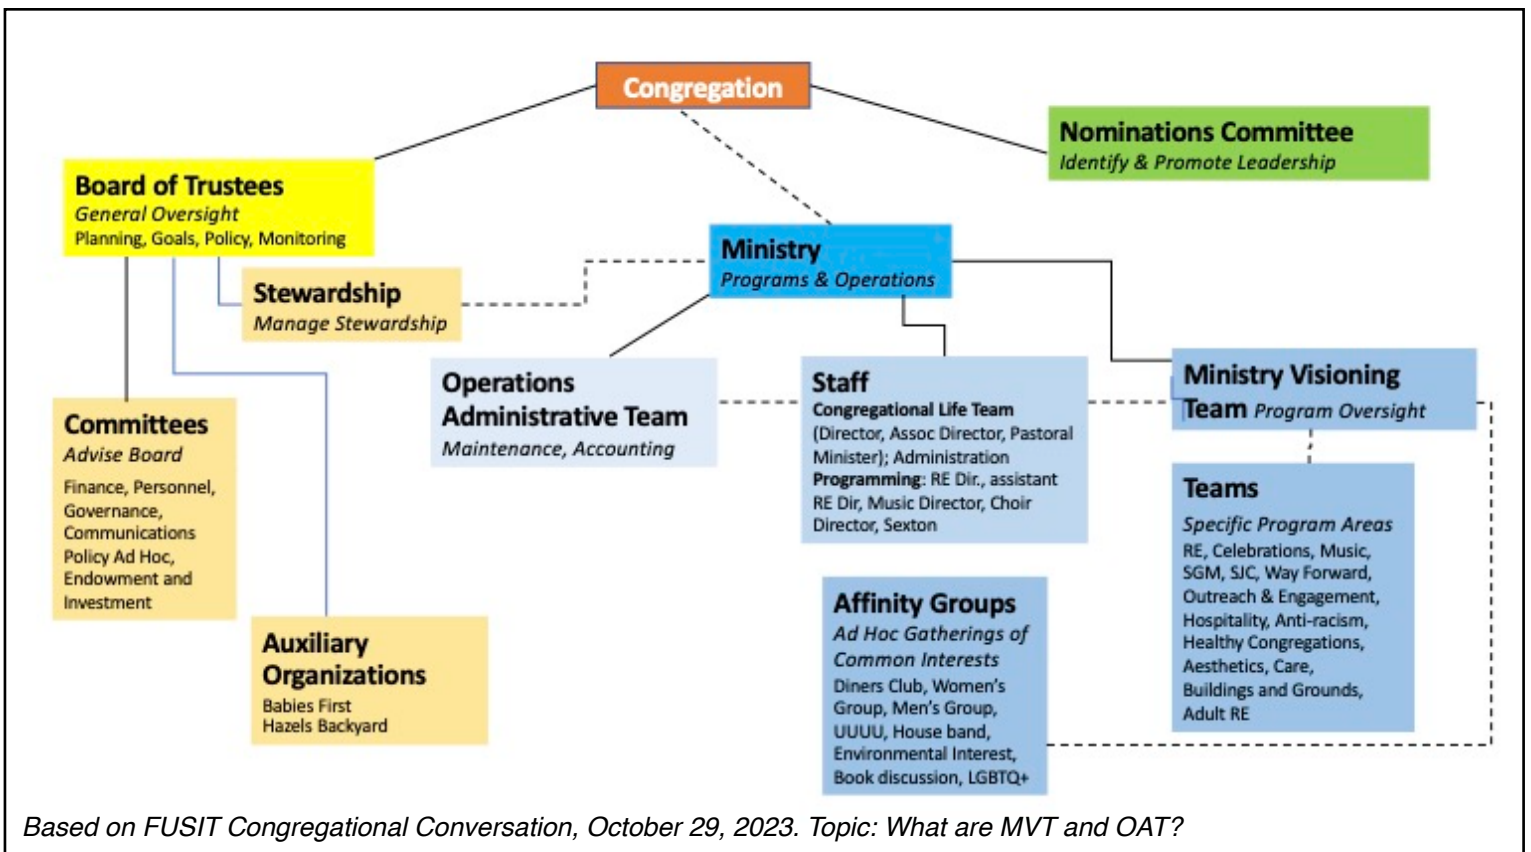 Congregation
Nominations Committee
Identify & Promote Leadership
Board of Trustees
General Oversight
Planning, Goals, Policy, Monitoring
Ministry
Programs & Operations
Stewardship
Manage Stewardship
Operations
Administrative Team
Maintenance, Accounting
Staff
Congregational Life Team
(Director, Assoc Director, Pastoral
Minister); Administration
Programming: RE Dir., assistant
RE Dir, Music Director, Choir
Director, Sexton
Ministry Visioning
Team Program Oversight
Committees
Advise Board
Finance, Personnel,
Governance,
Communications
Policy Ad Hoc,
Endowment and
Investment
Teams
Specific Program Areas
RE, Celebrations, Music,
SGM, SJC, Way Forward,
Outreach & Engagement,
Hospitality, Anti-racism,
Healthy Congregations,
Aesthetics, Care,
Buildings and Grounds,
Adult RE
Affinity Groups
Ad Hoc Gatherings of
Common Interests
Diners Club, Women's
Group, Men's Group,
UUUU, House band,
Environmental Interest,
Book discussion, LGBTQ+
Auxiliary
Organizations
Babies First
Hazels Backyard
Based on FUSIT Congregational Conversation, October 29, 2023. Topic: What are MVT and OAT?